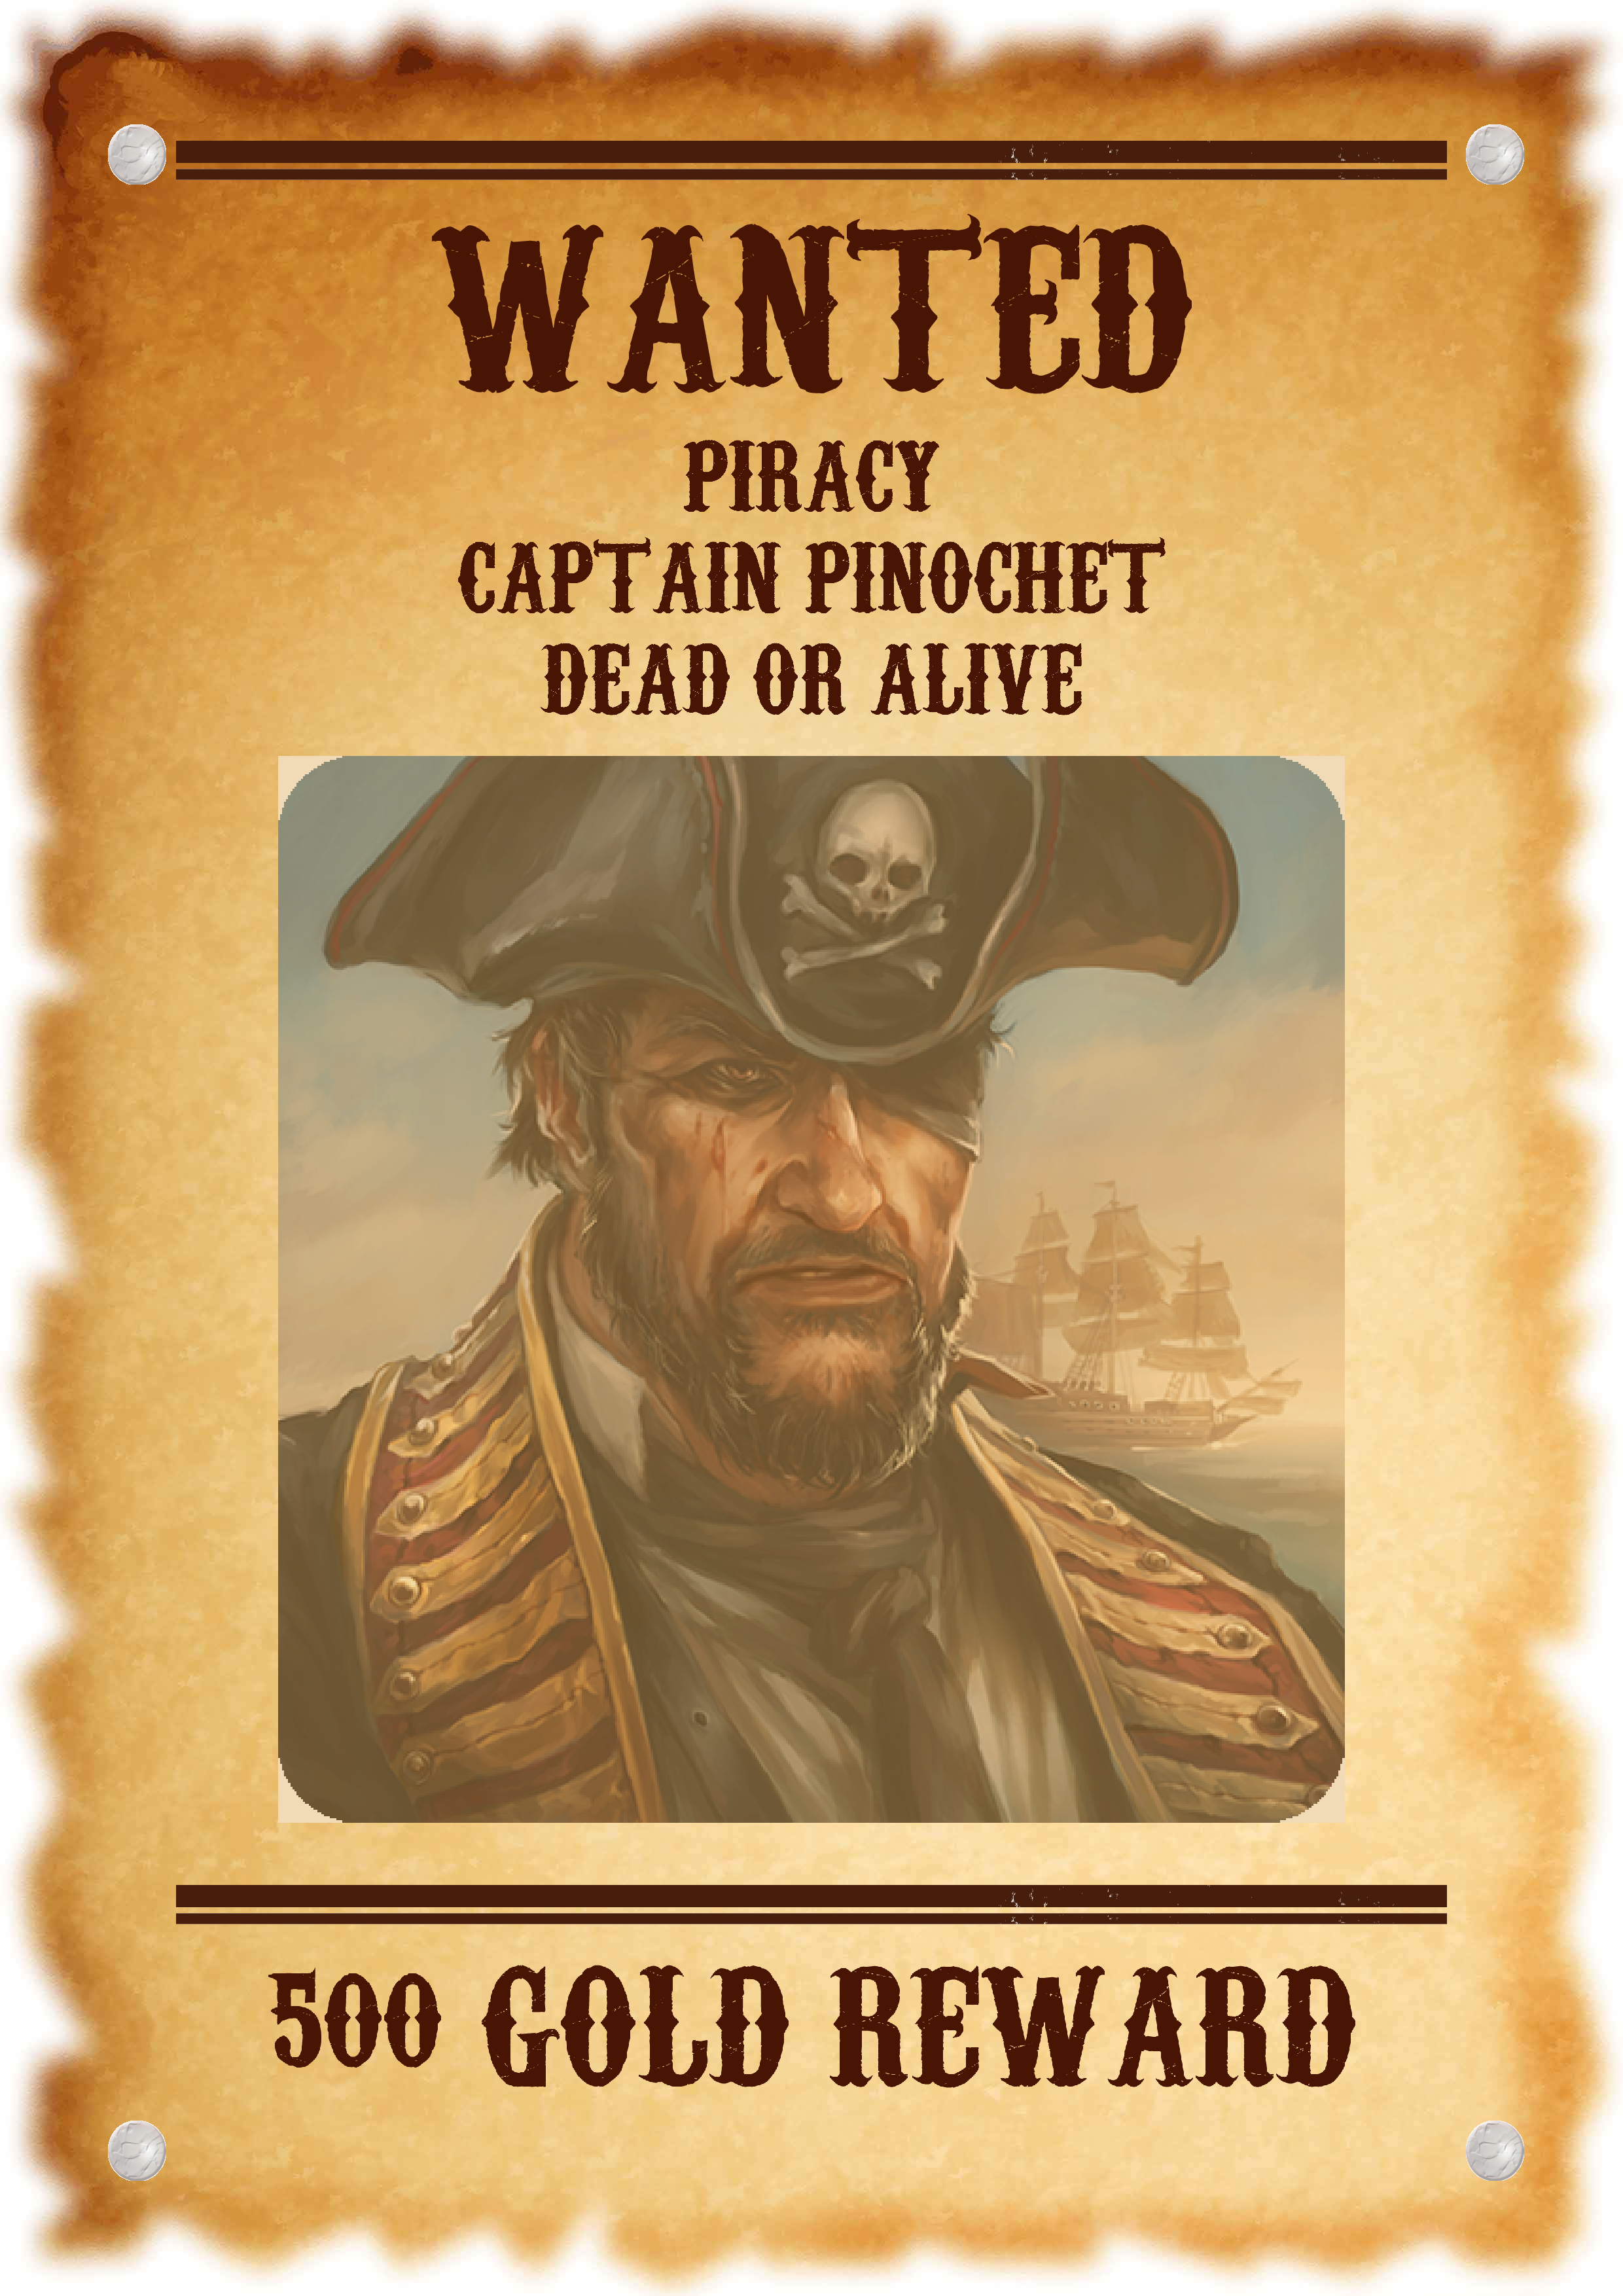 WANTED
PIRACY
CAPTAIN PINOCHET
DEAD OR ALIVE
500 GOLD REWARD